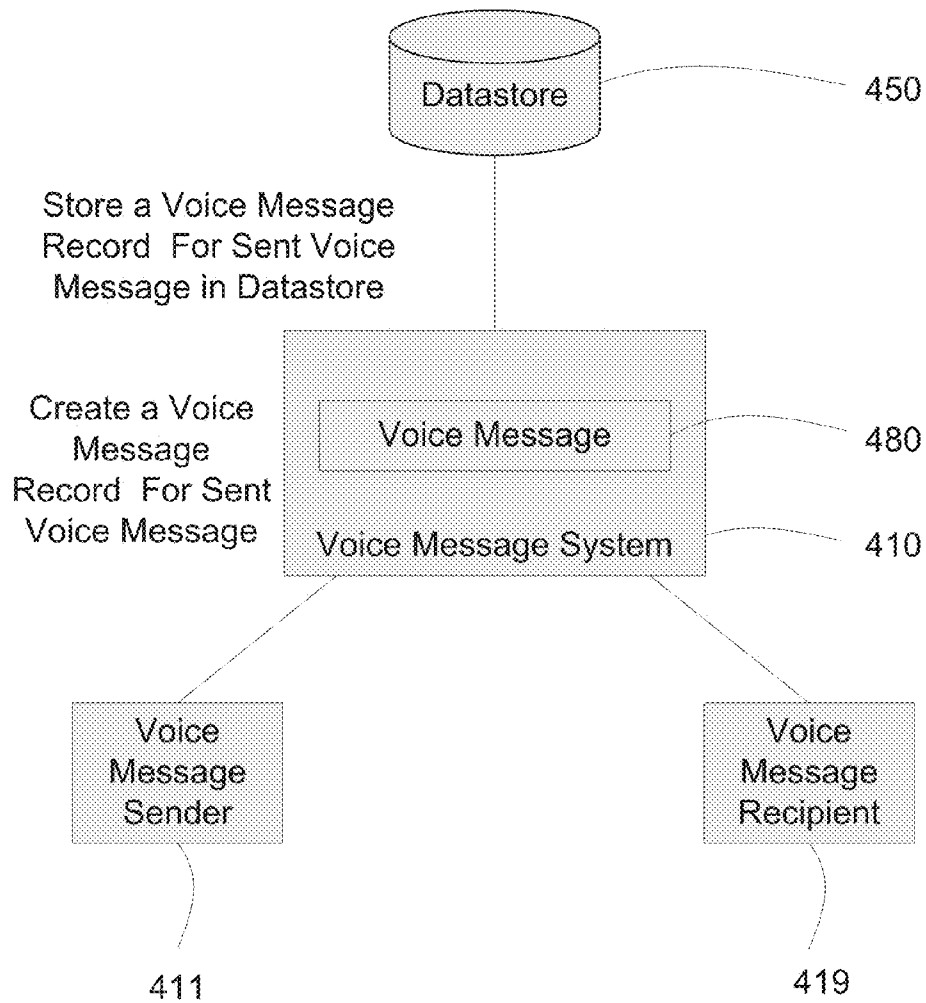 Datastore
450
Store a Voice Message
Record For Sent Voice
Message in Datastore
Create a Voice
Message
Record For Sent
Voice Message
Voice Message
480
Voice Message System
410
Voice
Message
Sender
Voice
Message
Recipient
411
419